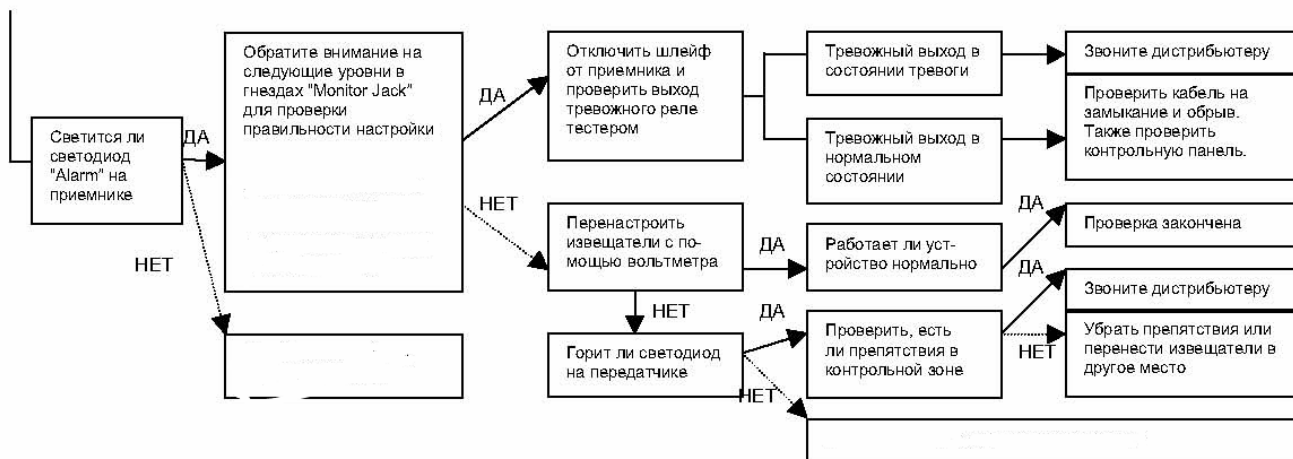 Светится ли
светодиод
"Alarm" на
приемнике
ДА
НЕТ
Обратите внимание на
следующие уровни в
гнездах "Monitor Jack"
для проверки
правильности настройки
ДА
НЕТ
Отключить шлейф
от приемника и
проверить выход
тревожного реле
тестером
Тревожный выход в
состоянии тревоги
Звоните дистрибьютеру
Тревожный выход в
нормальном
состоянии
Проверить кабель на
замыкание и обрыв.
Также проверить
контрольную панель.
Перенастроить
извещатели с по-
мощью вольтметра
ДА
НЕТ
Работает ли уст-
ройство нормально
ДА
Проверка закончена
Горит ли светодиод
на передатчике
ДА
НЕТ
Проверить, есть
ли препятствия в
контрольной зоне
ДА
Звоните дистрибьютеру
НЕТ
Убрать препятствия или
перенести извещатели в
другое место